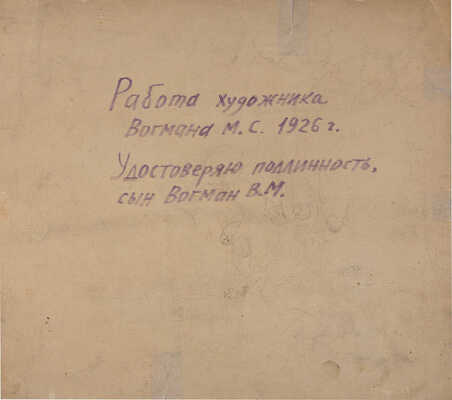 Работа художника
Вогмана М.С. 1926 г.
Удостоверяю подлинность,
сын Вогман В.М.